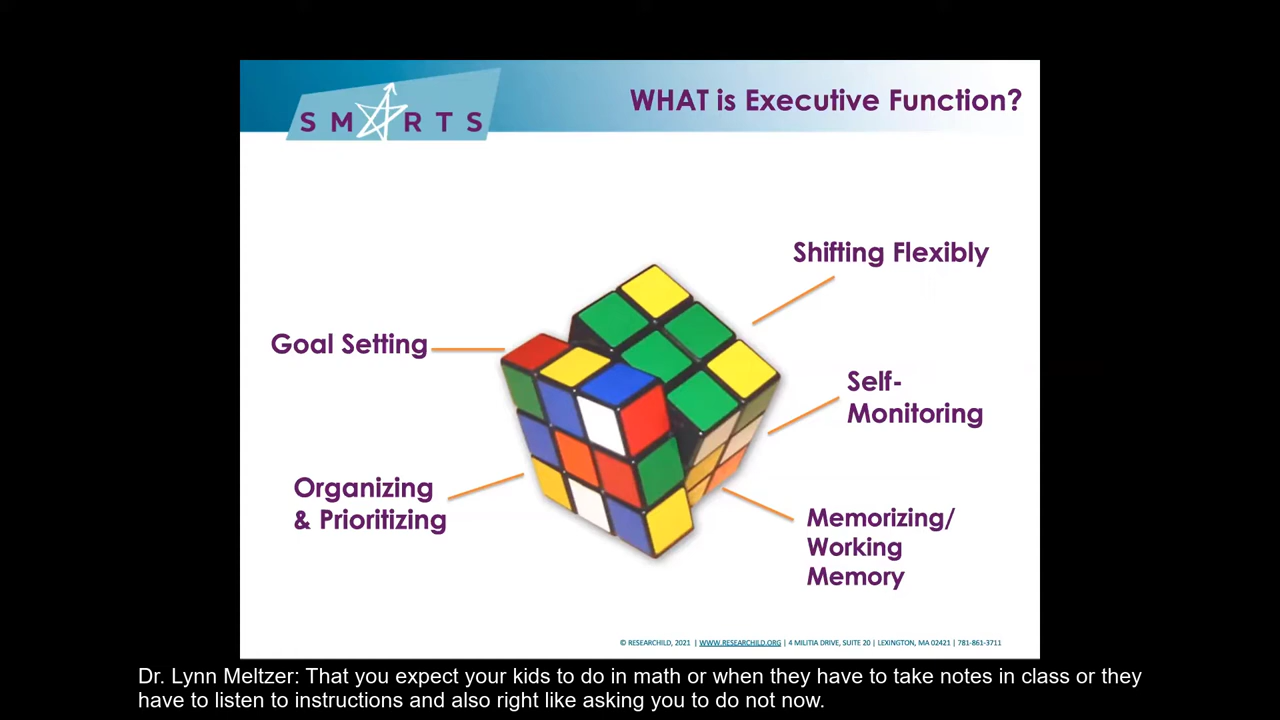 SMARTS
WHAT is Executive Function?
Shifting Flexibly
Goal Setting
Self-
Monitoring
Organizing
& Prioritizing
Memorizing/
Working
Memory
© RESEARCHILD, 2021 | WWW.RESEARCHILD.ORG | 4 MILITIA DRIVE, SUITE 20 | LEXINGTON, MA 02421 | 781-861-3711
Dr. Lynn Meltzer: That you expect your kids to do in math or when they have to take notes in class or they
have to listen to instructions and also right like asking you to do not now.